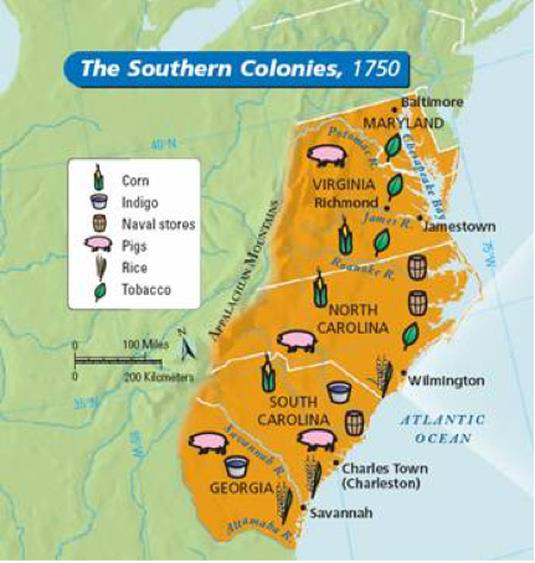 The Southern Colonies, 1750
Baltimore
MARYLAND
Potomac R.
Chesapeake Bay
40°N
Corn
Indigo
Naval stores
Pigs
Rice
Tobacco
VIRGINIA
Richmond
James R.
Jamestown
APPALACHIAN MOUNTAINS
75°W
Roanoke R.
NORTH
CAROLINA
N
0 100 Miles
0 200 Kilometers
Wilmington
35°N
SOUTH
CAROLINA
ATLANTIC
OCEAN
85°W
Savannah R.
Charles Town
(Charleston)
GEORGIA
Savannah
Altamaha R.